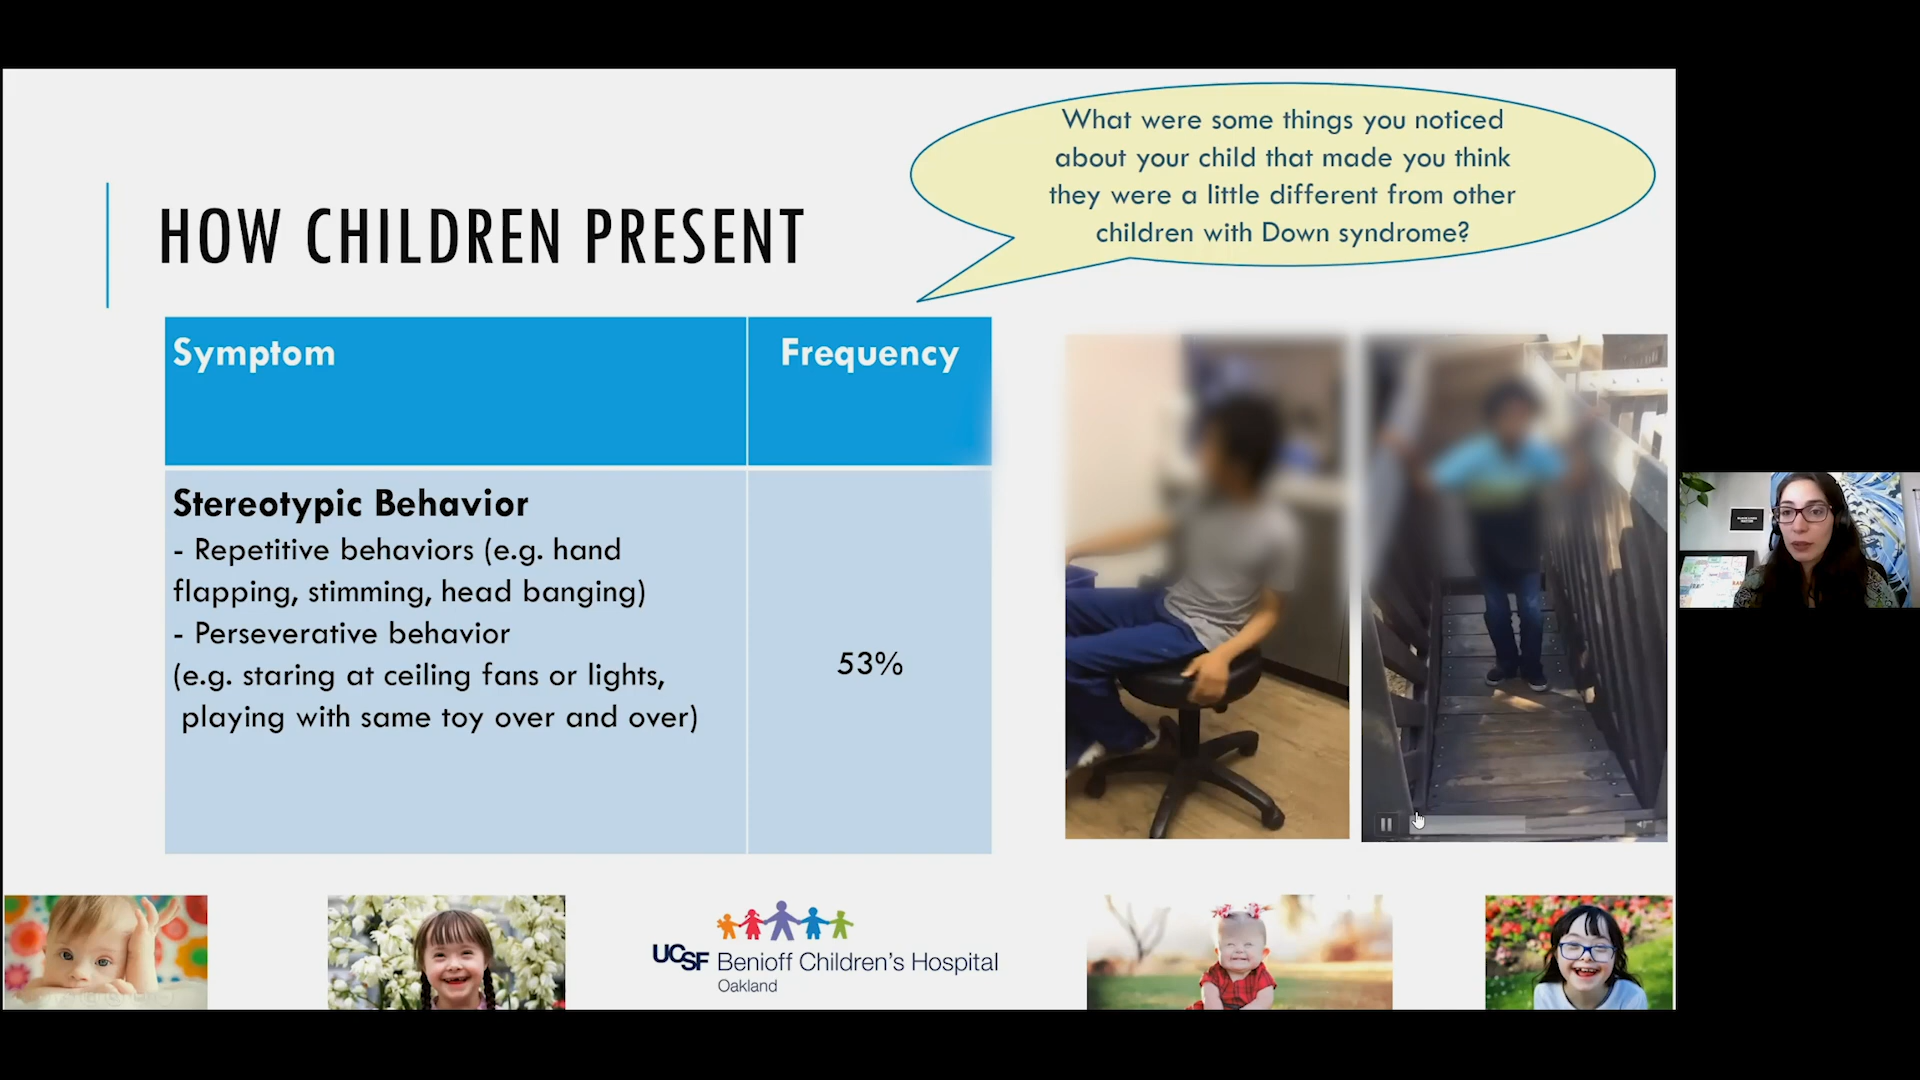 What were some things you noticed
about your child that made you think
they were a little different from other
children with Down syndrome?
HOW CHILDREN PRESENT
Symptom
Frequency
Stereotypic Behavior
- Repetitive behaviors (e.g. hand
flapping, stimming, head banging)
- Perseverative behavior
(e.g. staring at ceiling fans or lights,
playing with same toy over and over)
53%
UCSF Benioff Children's Hospital
Oakland